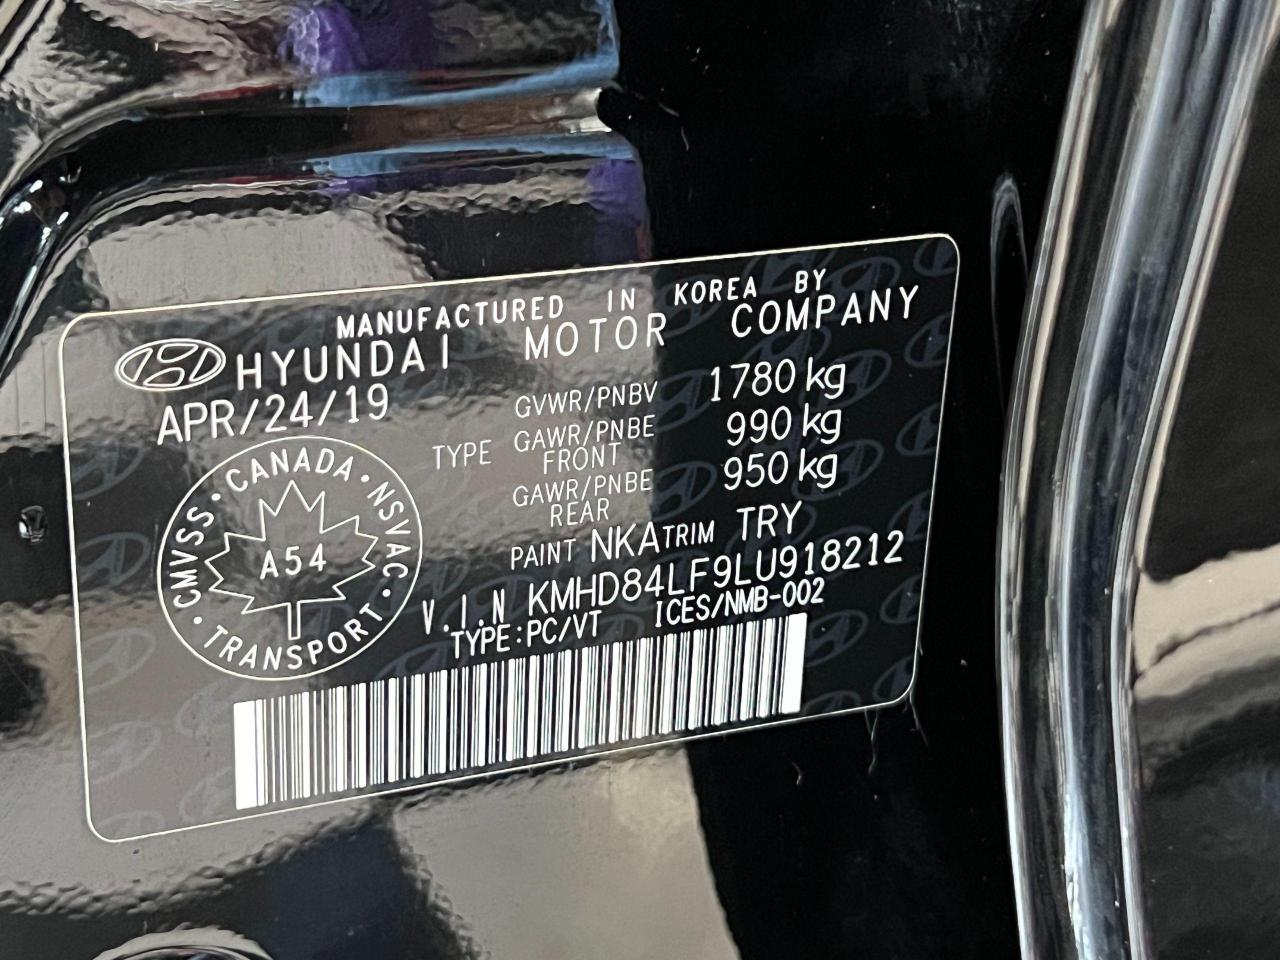 MANUFACTURED IN KOREA BY
HYUNDAI MOTOR COMPANY
APR/24/19
GVWR/PNBV 1780 kg
TYPE GAWR/PNBE FRONT 990 kg
GAWR/PNBE REAR 950 kg
PAINT NKA TRIM TRY
V.I.N KMHD84LF9LU918212
TYPE:PC/VT ICES/NMB-002
CANADA · NSVAC · TRANSPORT · CMVSS ·
A54